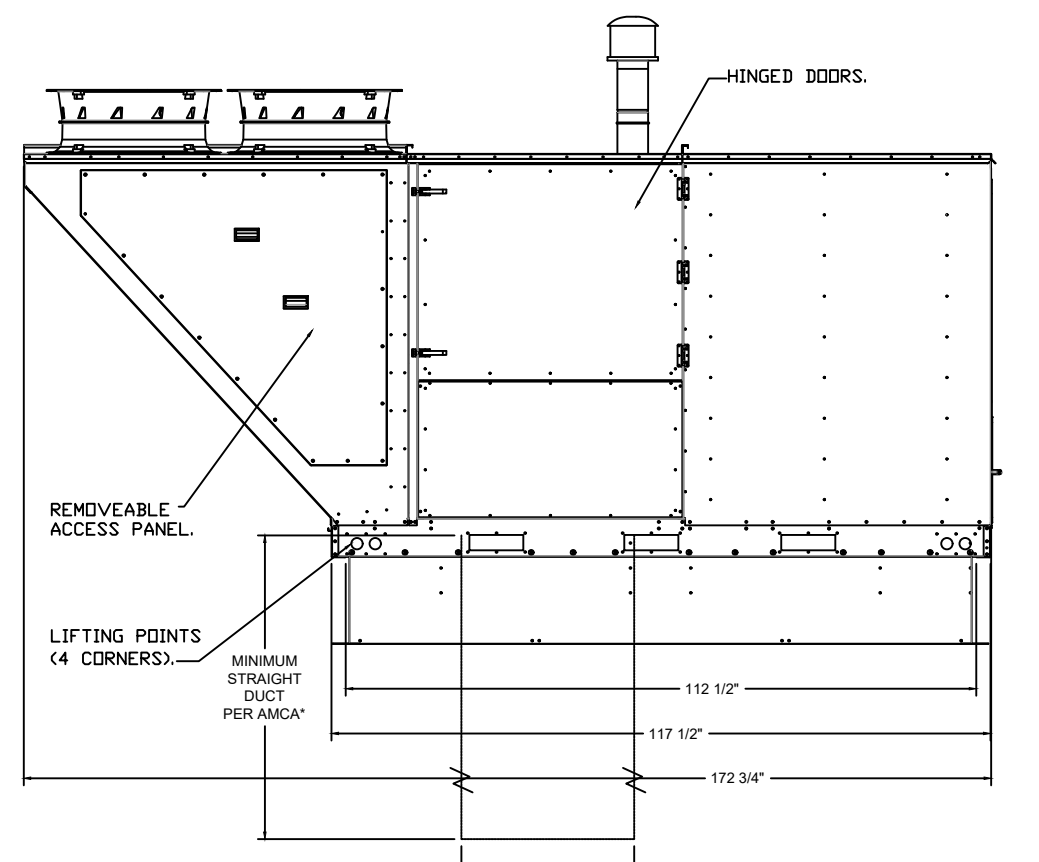 HINGED DOORS.
REMOVEABLE
ACCESS PANEL.
LIFTING POINTS
(4 CORNERS).
MINIMUM
STRAIGHT
DUCT
PER AMCA*
112 1/2"
117 1/2"
172 3/4"